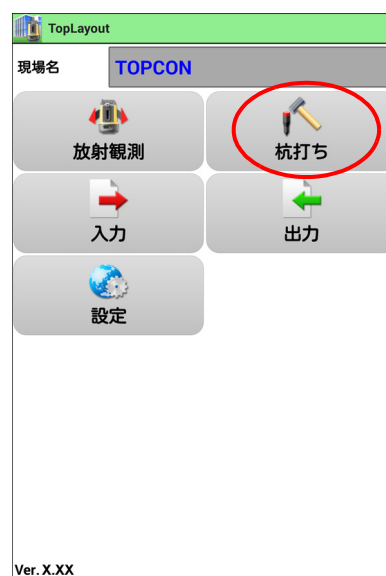 TopLayout
現場名 TOPCON
放射観測 杭打ち
入力 出力
設定
Ver. X.XX